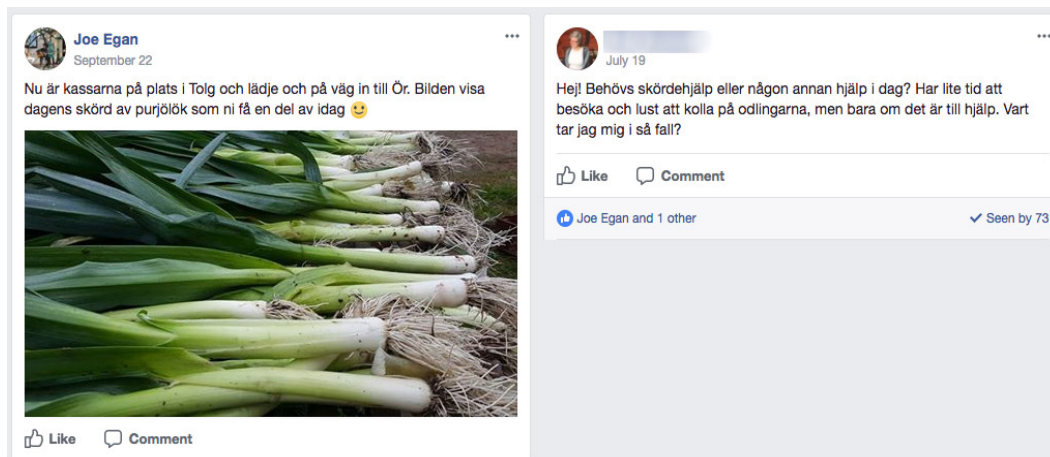 Joe Egan
September 22
Nu är kassarna på plats i Tolg och lädje och på väg in till Ör. Bilden visa
dagens skörd av purjölök som ni få en del av idag
Like Comment
July 19
Hej! Behövs skördehjälp eller någon annan hjälp i dag? Har lite tid att
besöka och lust att kolla på odlingarna, men bara om det är till hjälp. Vart
tar jag mig i så fall?
Like Comment
Joe Egan and 1 other Seen by 73